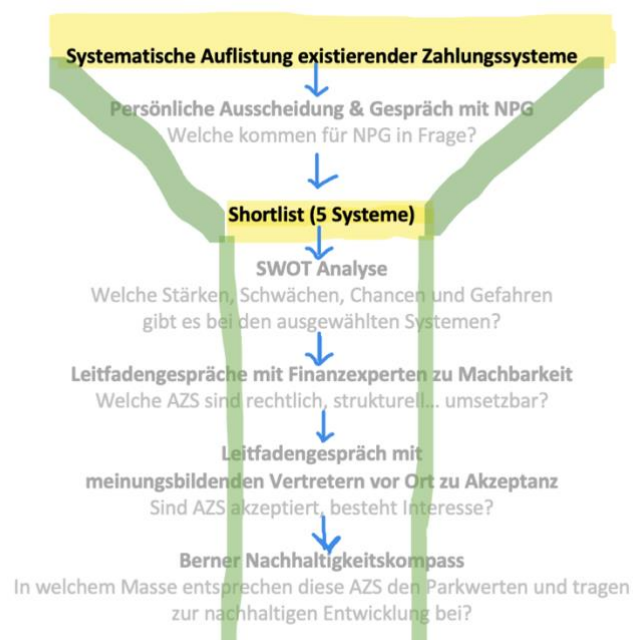 Systematische Auflistung existierender Zahlungssysteme
Persönliche Ausscheidung & Gespräch mit NPG
Welche kommen für NPG in Frage?
Shortlist (5 Systeme)
SWOT Analyse
Welche Stärken, Schwächen, Chancen und Gefahren
gibt es bei den ausgewählten Systemen?
Leitfadengespräche mit Finanzexperten zu Machbarkeit
Welche AZS sind rechtlich, strukturell... umsetzbar?
Leitfadengespräch mit
meinungsbildenden Vertretern vor Ort zu Akzeptanz
Sind AZS akzeptiert, besteht Interesse?
Berner Nachhaltigkeitskompass
In welchem Masse entsprechen diese AZS den Parkwerten und tragen
zur nachhaltigen Entwicklung bei?